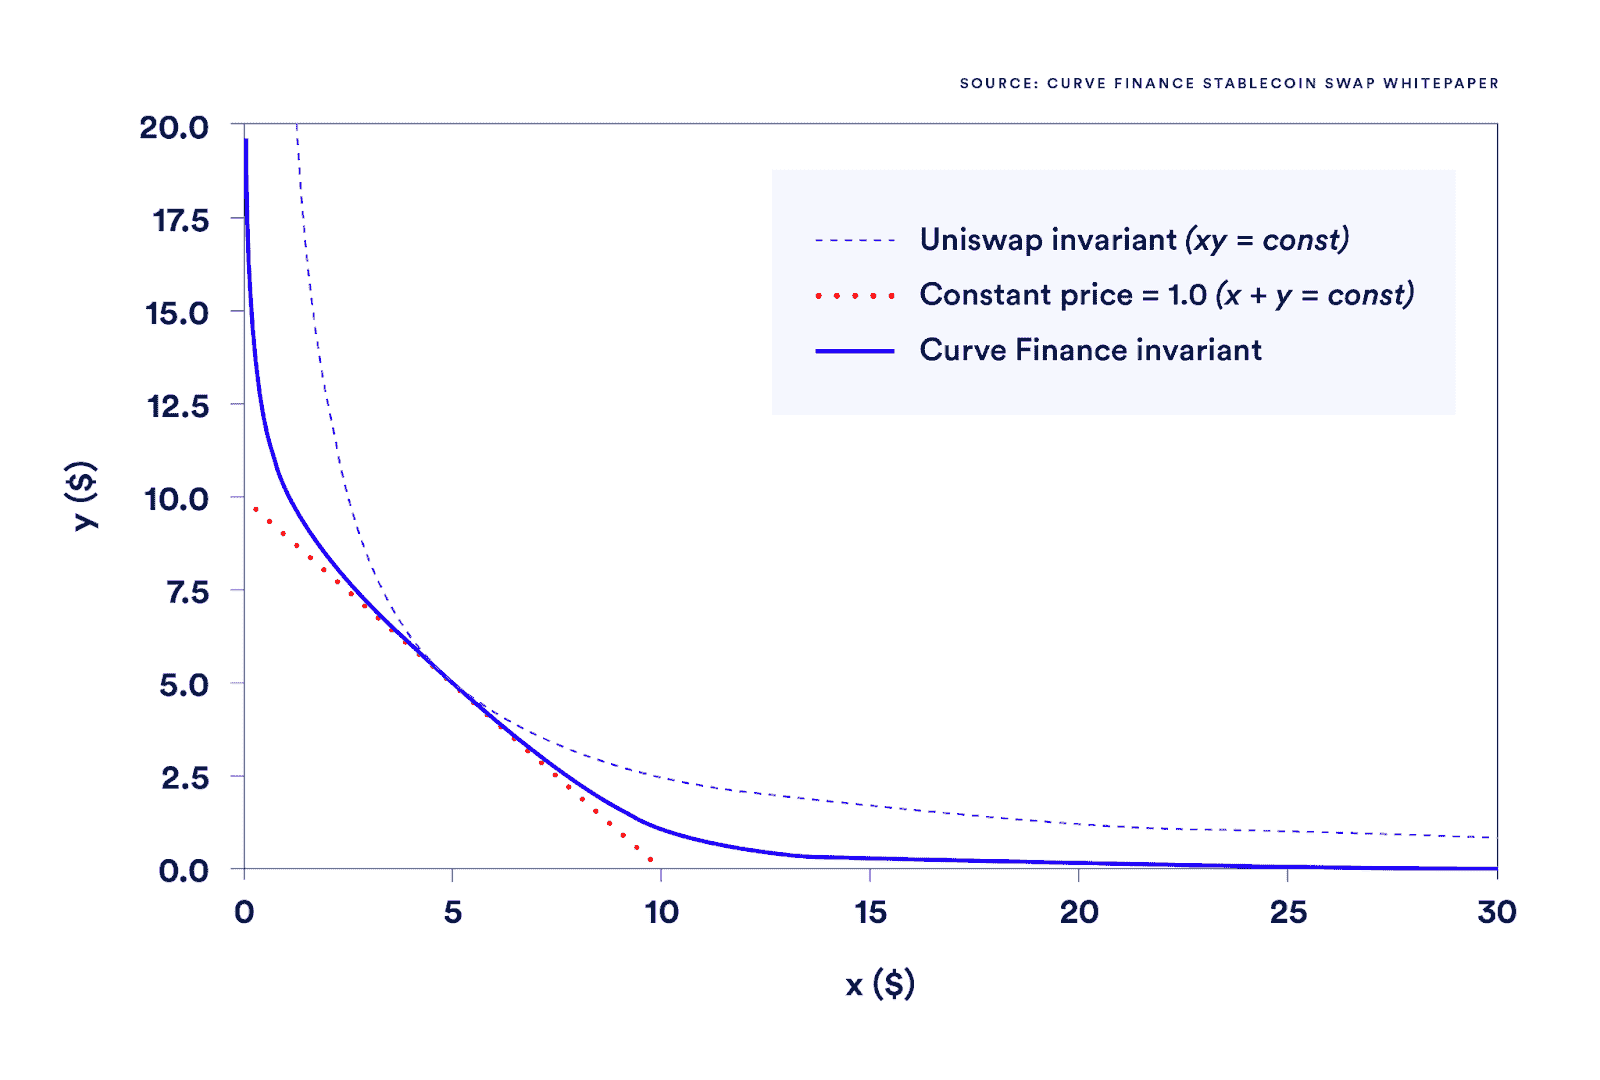 SOURCE: CURVE FINANCE STABLECOIN SWAP WHITEPAPER
20.0
17.5
15.0
12.5
10.0
7.5
5.0
2.5
0.0
y ($)
Uniswap invariant (xy = const)
Constant price = 1.0 (x + y = const)
Curve Finance invariant
0 5 10 15 20 25 30
x ($)